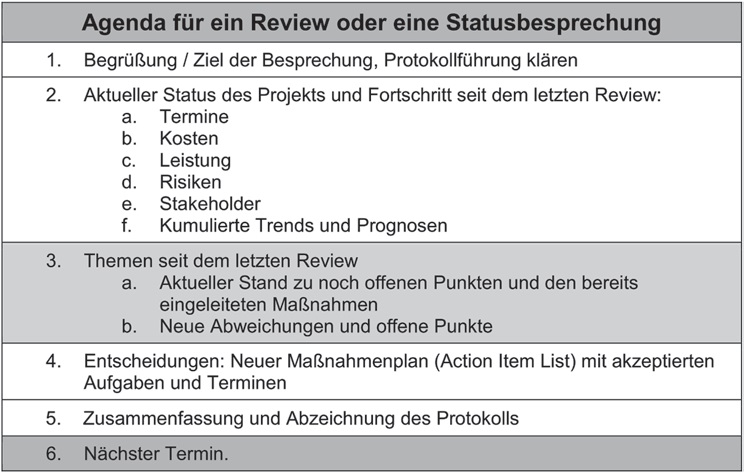 Agenda für ein Review oder eine Statusbesprechung
1. Begrüßung / Ziel der Besprechung, Protokollführung klären
2. Aktueller Status des Projekts und Fortschritt seit dem letzten Review:
a. Termine
b. Kosten
c. Leistung
d. Risiken
e. Stakeholder
f. Kumulierte Trends und Prognosen
3. Themen seit dem letzten Review
a. Aktueller Stand zu noch offenen Punkten und den bereits
eingeleiteten Maßnahmen
b. Neue Abweichungen und offene Punkte
4. Entscheidungen: Neuer Maßnahmenplan (Action Item List) mit akzeptierten
Aufgaben und Terminen
5. Zusammenfassung und Abzeichnung des Protokolls
6. Nächster Termin.